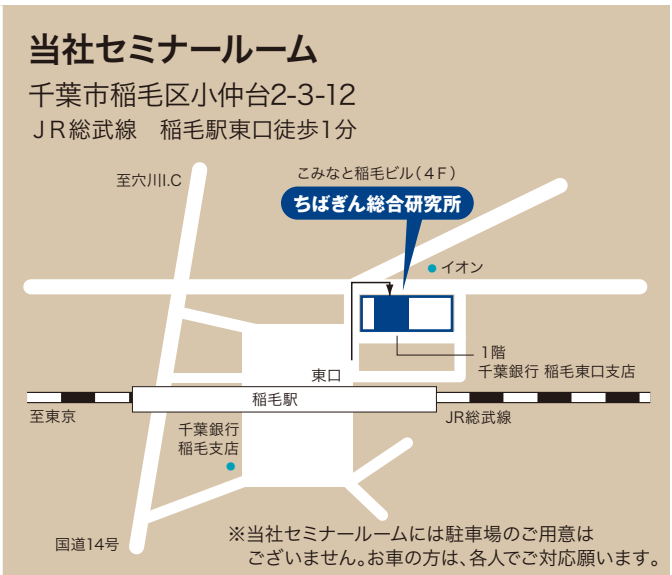 当社セミナールーム
千葉市稲毛区小仲台2-3-12
JR総武線　稲毛駅東口徒歩1分
至穴川I.C
こみなと稲毛ビル（4F）
ちばぎん総合研究所
イオン
1階
千葉銀行 稲毛東口支店
東口
稲毛駅
至東京
JR総武線
千葉銀行
稲毛支店
国道14号
※当社セミナールームには駐車場のご用意は
ございません。お車の方は、各人でご対応願います。